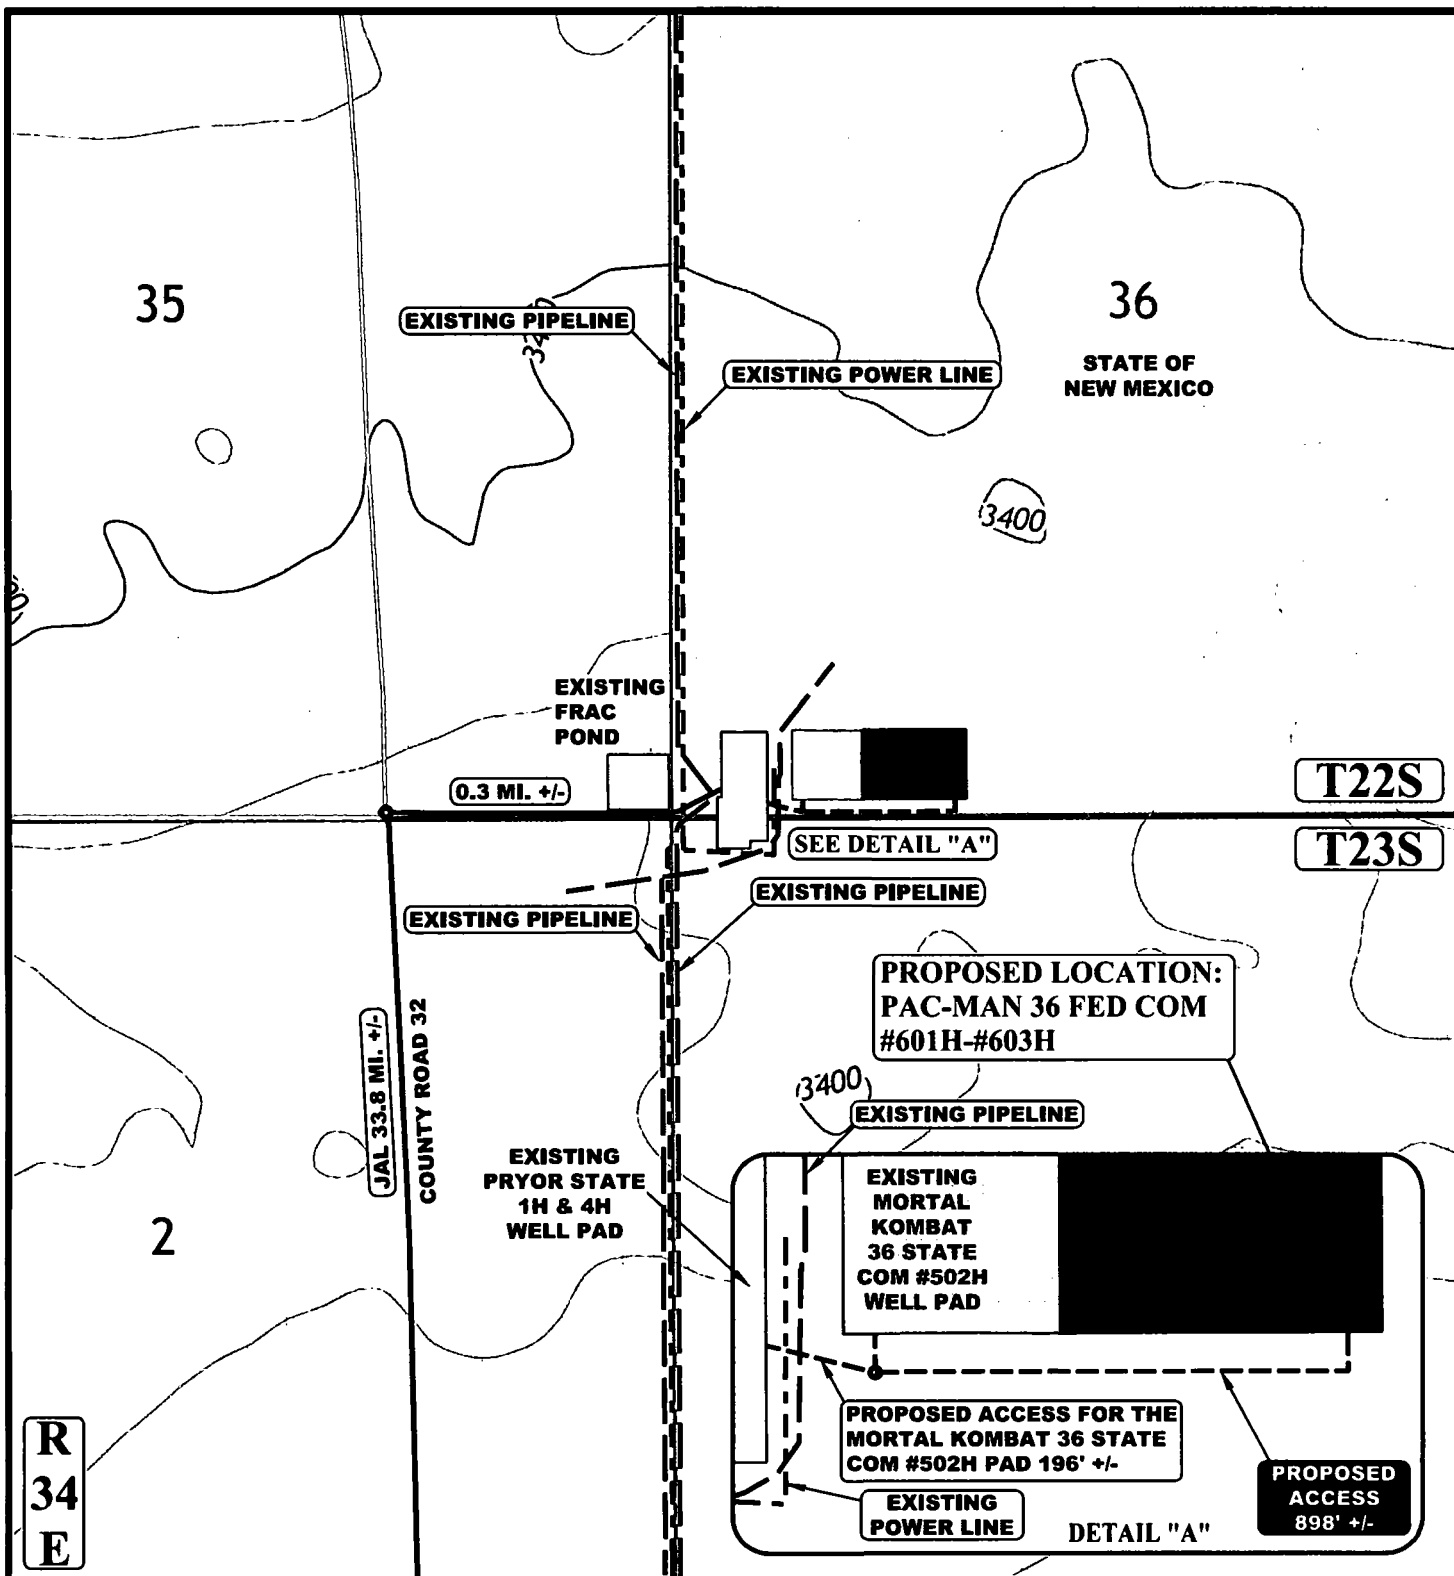 35
36
STATE OF
NEW MEXICO
EXISTING PIPELINE
EXISTING POWER LINE
3400
EXISTING
FRAC
POND
0.3 MI. +/-
T22S
T23S
SEE DETAIL "A"
EXISTING PIPELINE
EXISTING PIPELINE
PROPOSED LOCATION:
PAC-MAN 36 FED COM
#601H-#603H
JAL 33.8 MI. +/-
COUNTY ROAD 32
3400
EXISTING PIPELINE
2
EXISTING
PRYOR STATE
1H & 4H
WELL PAD
EXISTING
MORTAL
KOMBAT
36 STATE
COM #502H
WELL PAD
PROPOSED ACCESS FOR THE
MORTAL KOMBAT 36 STATE
COM #502H PAD 196' +/-
EXISTING
POWER LINE
PROPOSED
ACCESS
898' +/-
DETAIL "A"
R
34
E